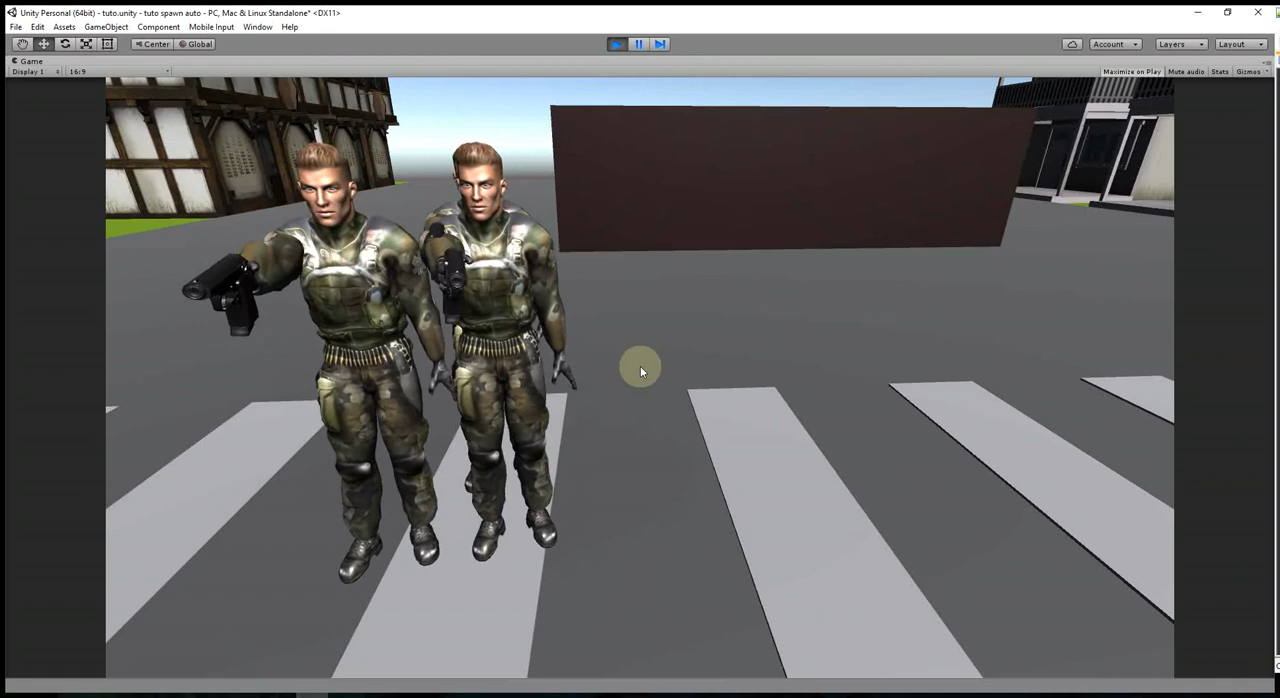 Unity Personal (64bit) - tuto.unity - tuto spawn auto - PC, Mac & Linux Standalone* <DX11>
File Edit Assets GameObject Component Mobile Input Window Help
Center Global Account Layers Layout
Game
Display 1 16:9 Maximize on Play Mute audio Stats Gizmos